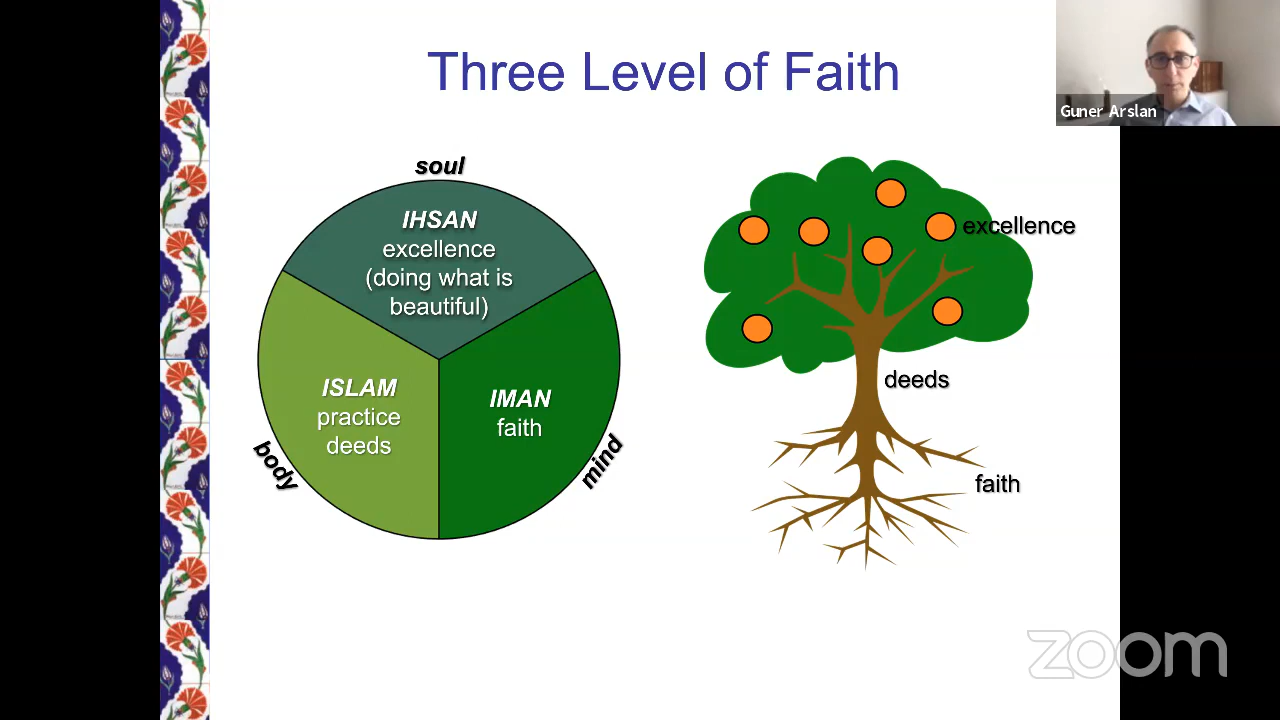 Three Level of Faith
Guner Arslan
soul
IHSAN
excellence
(doing what is
beautiful)
ISLAM
practice
deeds
IMAN
faith
body
mind
excellence
deeds
faith
zoom